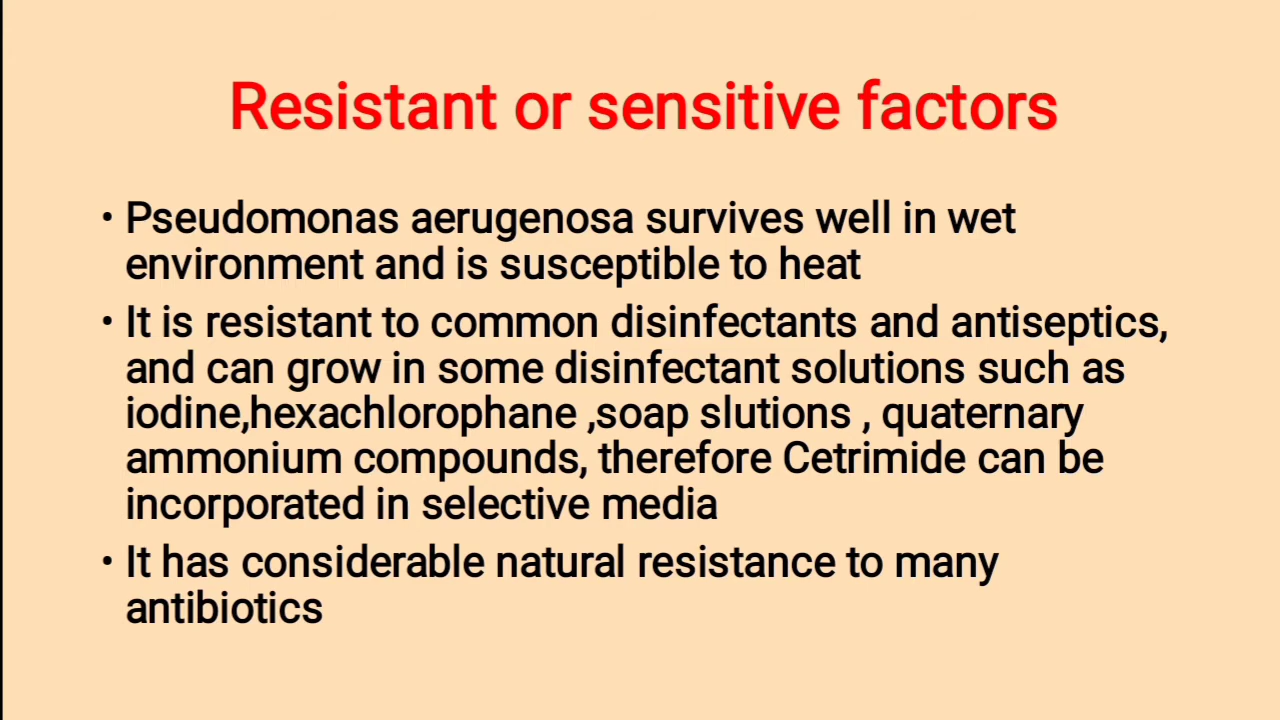 Resistant or sensitive factors
• Pseudomonas aerugenosa survives well in wet
environment and is susceptible to heat
• It is resistant to common disinfectants and antiseptics,
and can grow in some disinfectant solutions such as
iodine,hexachlorophane ,soap slutions , quaternary
ammonium compounds, therefore Cetrimide can be
incorporated in selective media
• It has considerable natural resistance to many
antibiotics